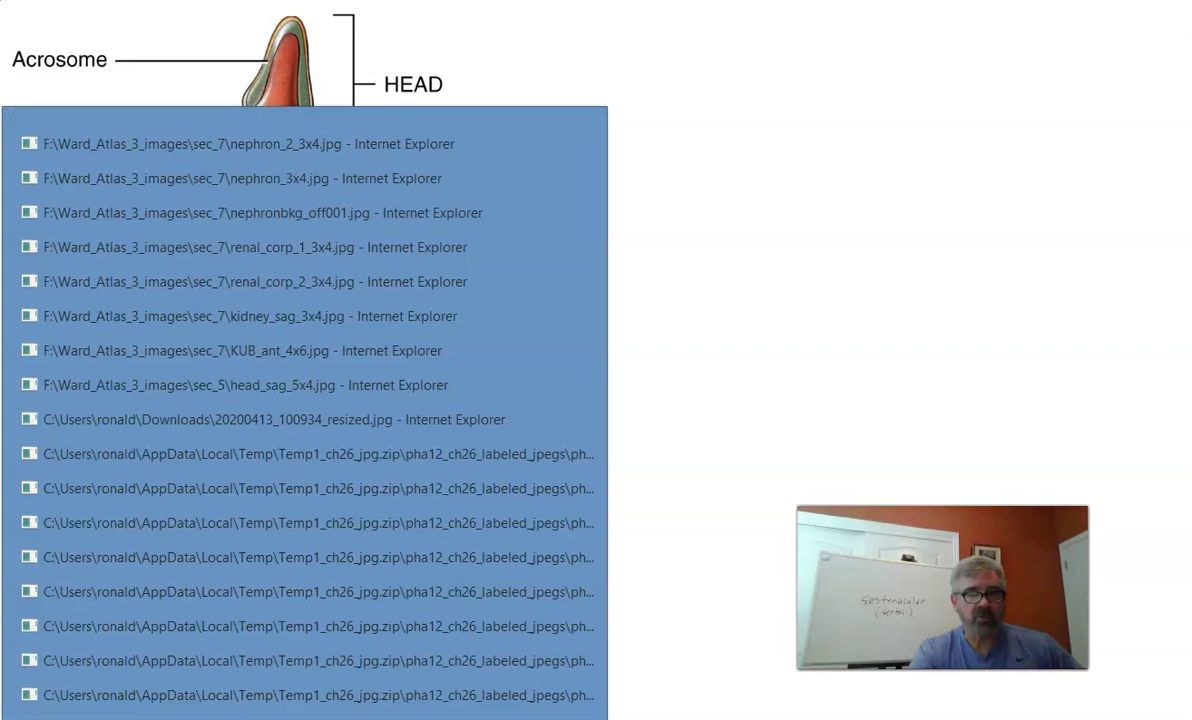 Acrosome
HEAD
F:\Ward_Atlas_3_images\sec_7\nephron_2_3x4.jpg - Internet Explorer
F:\Ward_Atlas_3_images\sec_7\nephron_3x4.jpg - Internet Explorer
F:\Ward_Atlas_3_images\sec_7\nephronbkg_off001.jpg - Internet Explorer
F:\Ward_Atlas_3_images\sec_7\renal_corp_1_3x4.jpg - Internet Explorer
F:\Ward_Atlas_3_images\sec_7\renal_corp_2_3x4.jpg - Internet Explorer
F:\Ward_Atlas_3_images\sec_7\kidney_sag_3x4.jpg - Internet Explorer
F:\Ward_Atlas_3_images\sec_7\KUB_ant_4x6.jpg - Internet Explorer
F:\Ward_Atlas_3_images\sec_5\head_sag_5x4.jpg - Internet Explorer
C:\Users\ronald\Downloads\20200413_100934_resized.jpg - Internet Explorer
C:\Users\ronald\AppData\Local\Temp\Temp1_ch26_jpg.zip\pha12_ch26_labeled_jpegs\ph...
C:\Users\ronald\AppData\Local\Temp\Temp1_ch26_jpg.zip\pha12_ch26_labeled_jpegs\ph...
C:\Users\ronald\AppData\Local\Temp\Temp1_ch26_jpg.zip\pha12_ch26_labeled_jpegs\ph...
C:\Users\ronald\AppData\Local\Temp\Temp1_ch26_jpg.zip\pha12_ch26_labeled_jpegs\ph...
C:\Users\ronald\AppData\Local\Temp\Temp1_ch26_jpg.zip\pha12_ch26_labeled_jpegs\ph...
C:\Users\ronald\AppData\Local\Temp\Temp1_ch26_jpg.zip\pha12_ch26_labeled_jpegs\ph...
C:\Users\ronald\AppData\Local\Temp\Temp1_ch26_jpg.zip\pha12_ch26_labeled_jpegs\ph...
C:\Users\ronald\AppData\Local\Temp\Temp1_ch26_jpg.zip\pha12_ch26_labeled_jpegs\ph...